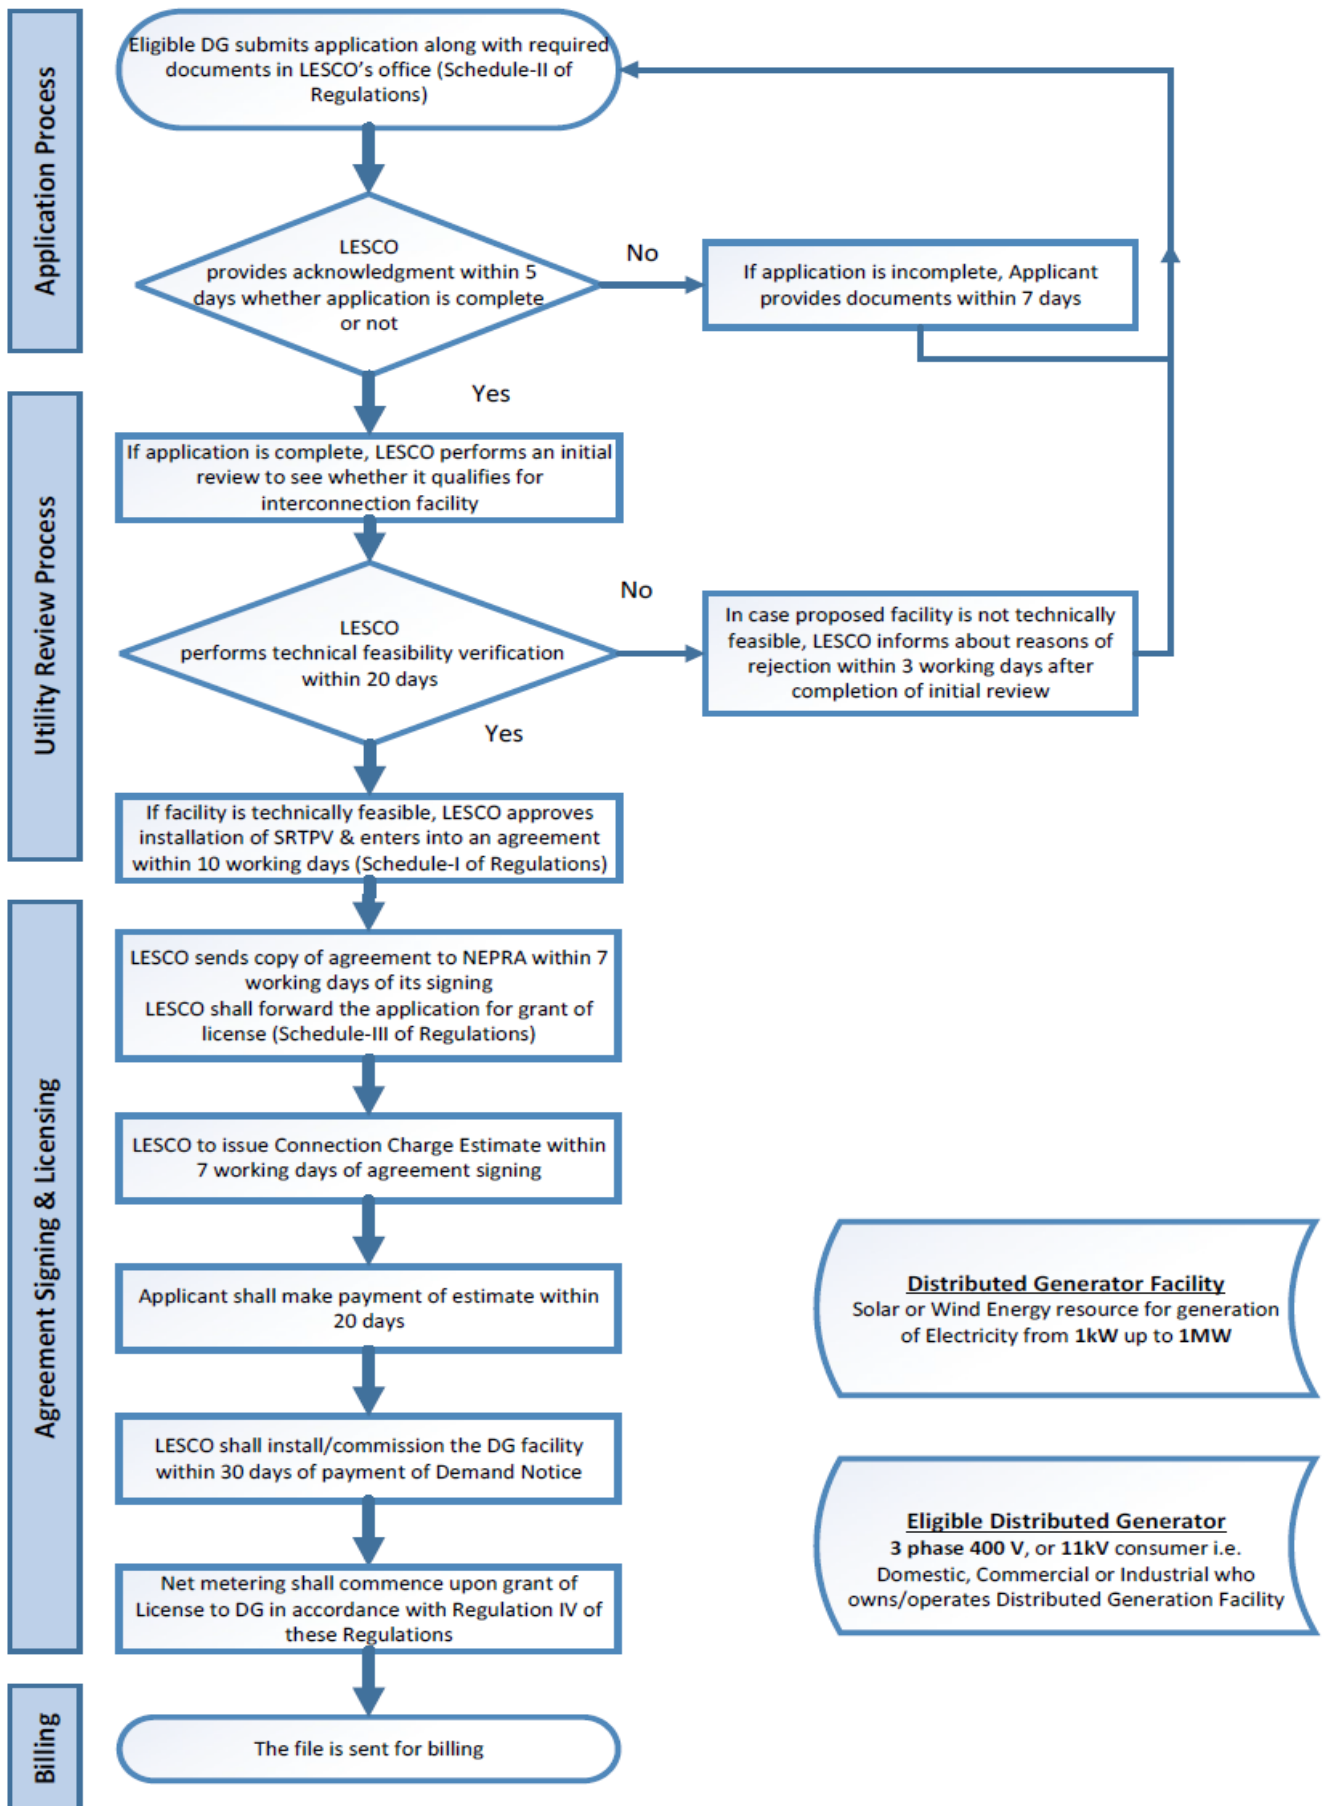 Application Process
Eligible DG submits application along with required
documents in LESCO's office (Schedule-II of
Regulations)
LESCO
provides acknowledgment within 5
days whether application is complete
or not
No
If application is incomplete, Applicant
provides documents within 7 days
Yes
Utility Review Process
If application is complete, LESCO performs an initial
review to see whether it qualifies for
interconnection facility
LESCO
performs technical feasibility verification
within 20 days
No
In case proposed facility is not technically
feasible, LESCO informs about reasons of
rejection within 3 working days after
completion of initial review
Yes
If facility is technically feasible, LESCO approves
installation of SRTPV & enters into an agreement
within 10 working days (Schedule-I of Regulations)
Agreement Signing & Licensing
LESCO sends copy of agreement to NEPRA within 7
working days of its signing
LESCO shall forward the application for grant of
license (Schedule-III of Regulations)
LESCO to issue Connection Charge Estimate within
7 working days of agreement signing
Applicant shall make payment of estimate within
20 days
LESCO shall install/commission the DG facility
within 30 days of payment of Demand Notice
Net metering shall commence upon grant of
License to DG in accordance with Regulation IV of
these Regulations
Distributed Generator Facility
Solar or Wind Energy resource for generation
of Electricity from 1kW up to 1MW
Eligible Distributed Generator
3 phase 400 V, or 11kV consumer i.e.
Domestic, Commercial or Industrial who
owns/operates Distributed Generation Facility
Billing
The file is sent for billing